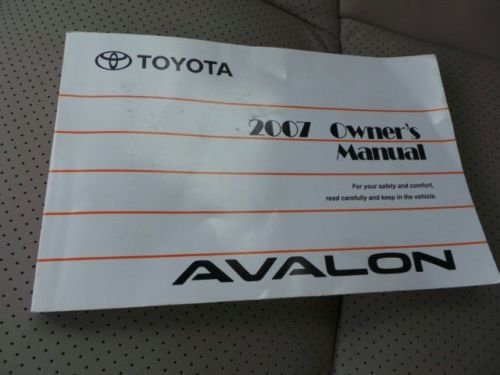 TOYOTA
2007 Owner's
Manual
For your safety and comfort,
read carefully and keep in the vehicle.
AVALON